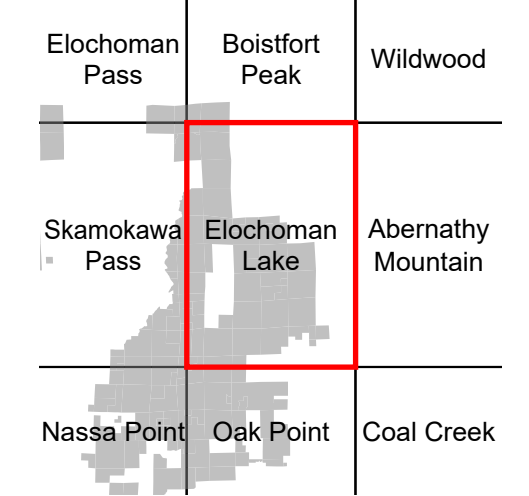 Elochoman
Pass
Boistfort
Peak
Wildwood
Skamokawa
Pass
Elochoman
Lake
Abernathy
Mountain
Nassa Point
Oak Point
Coal Creek